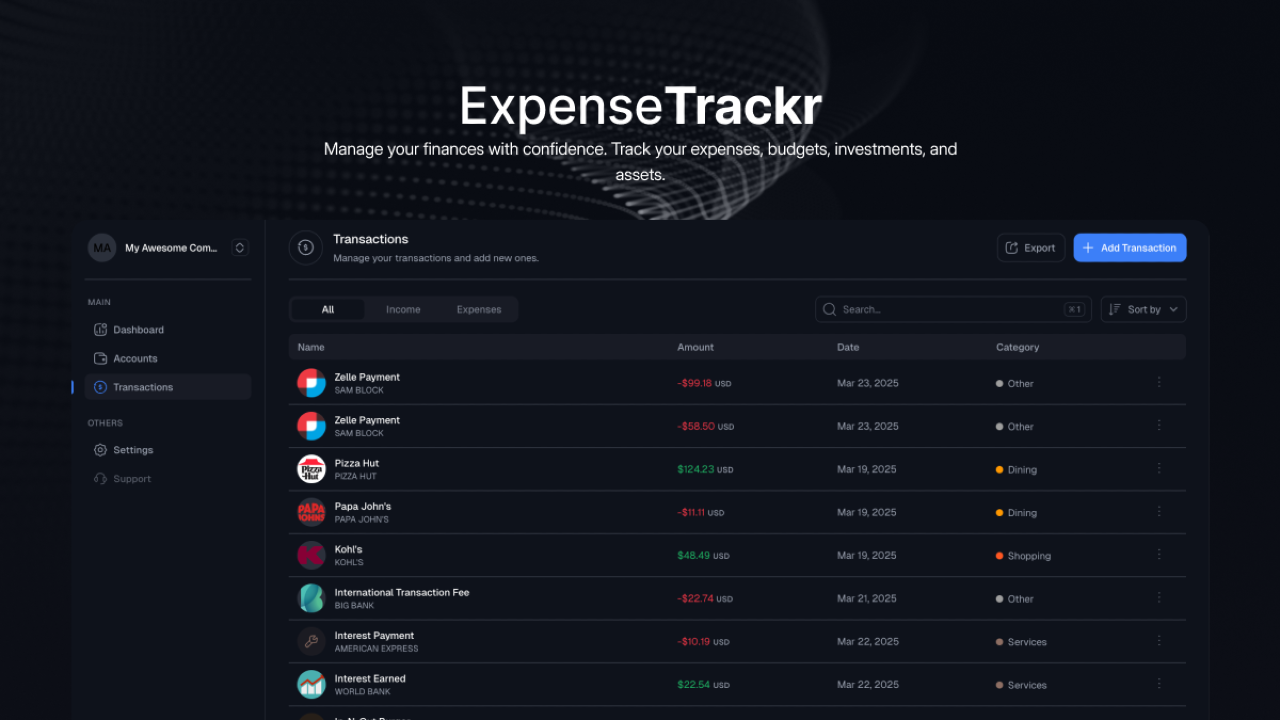 ExpenseTrackr
Manage your finances with confidence. Track your expenses, budgets, investments, and
assets.
MA My Awesome Com...
Transactions
Manage your transactions and add new ones.
Export
Add Transaction
MAIN
Dashboard
Accounts
Transactions
OTHERS
Settings
Support
All Income Expenses
Search... ⌘1
Sort by
Name Amount Date Category
Zelle Payment
SAM BLOCK
-$99.18 USD Mar 23, 2025 Other
Zelle Payment
SAM BLOCK
-$58.50 USD Mar 23, 2025 Other
Pizza Hut
Pizza Hut
PIZZA HUT
$124.23 USD Mar 19, 2025 Dining
PAPA JOHNS
Papa John's
PAPA JOHN'S
-$11.11 USD Mar 19, 2025 Dining
Kohl's
KOHL'S
$48.49 USD Mar 19, 2025 Shopping
International Transaction Fee
BIG BANK
-$22.74 USD Mar 21, 2025 Other
Interest Payment
AMERICAN EXPRESS
-$10.19 USD Mar 22, 2025 Services
Interest Earned
WORLD BANK
$22.54 USD Mar 22, 2025 Services